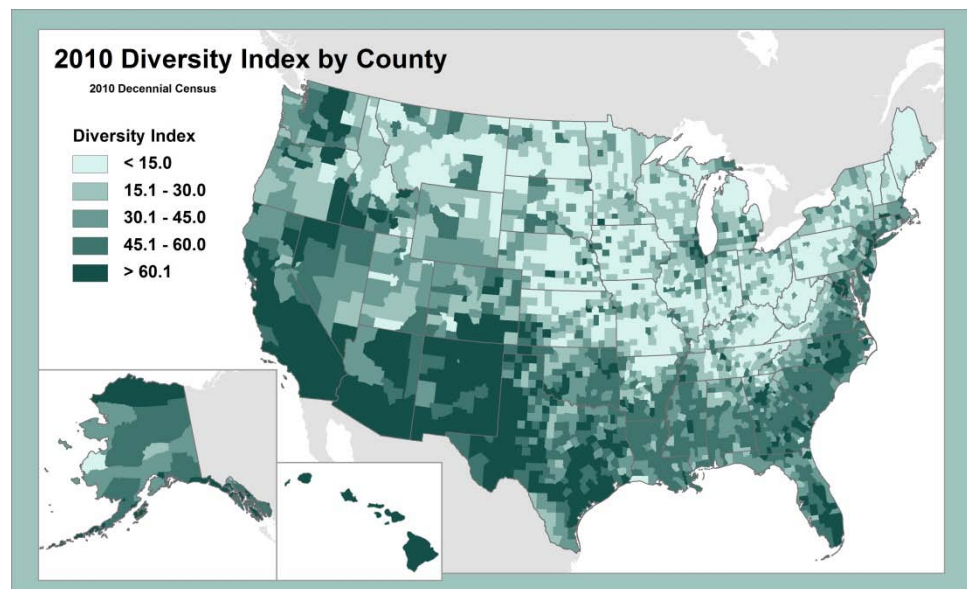 2010 Diversity Index by County
2010 Decennial Census
Diversity Index
< 15.0
15.1 - 30.0
30.1 - 45.0
45.1 - 60.0
> 60.1